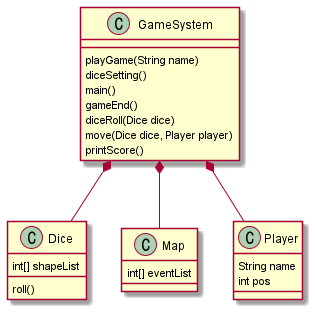 C GameSystem
playGame(String name)
diceSetting()
main()
gameEnd()
diceRoll(Dice dice)
move(Dice dice, Player player)
printScore()
C Dice
int[] shapeList
roll()
C Map
int[] eventList
C Player
String name
int pos